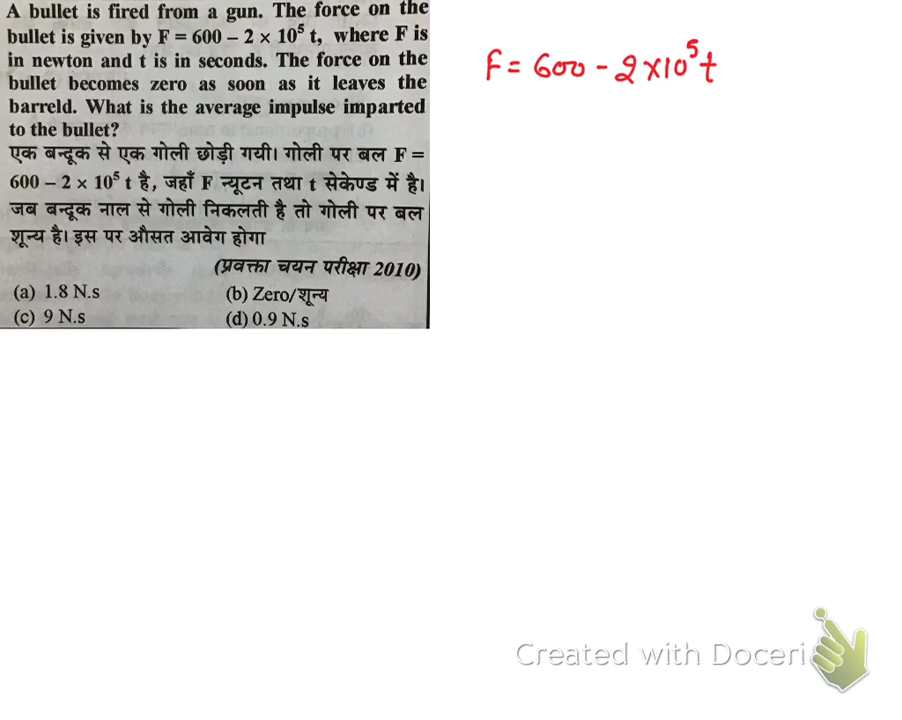 A bullet is fired from a gun. The force on the
bullet is given by F = 600 – 2 × 10⁵ t, where F is
in newton and t is in seconds. The force on the
bullet becomes zero as soon as it leaves the
barreld. What is the average impulse imparted
to the bullet?
एक बन्दूक से एक गोली छोड़ी गयी। गोली पर बल F =
600 – 2 × 10⁵ t है, जहाँ F न्यूटन तथा t सेकेण्ड में है।
जब बन्दूक नाल से गोली निकलती है तो गोली पर बल
शून्य है। इस पर औसत आवेग होगा
(प्रवक्ता चयन परीक्षा 2010)
(a) 1.8 N.s (b) Zero/शून्य
(c) 9 N.s (d) 0.9 N.s
F = 600 - 2×10⁵t
Created with Doceri